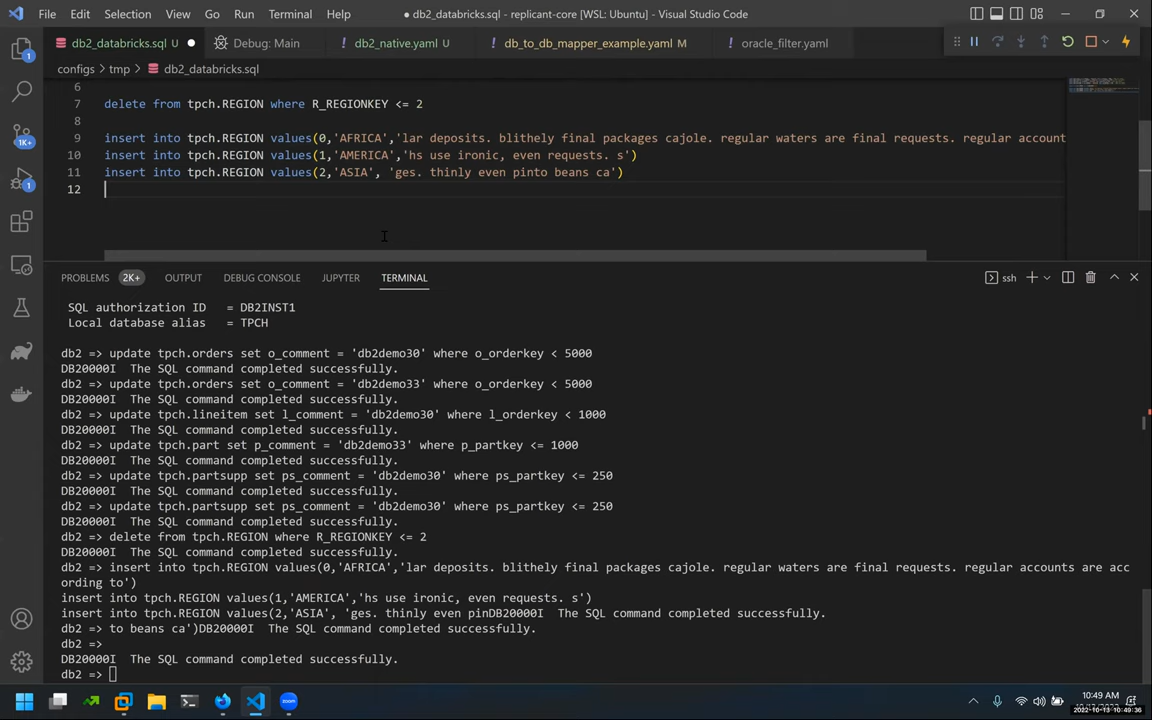 File Edit Selection View Go Run Terminal Help
● db2_databricks.sql - replicant-core [WSL: Ubuntu] - Visual Studio Code
db2_databricks.sql U ●
Debug: Main
! db2_native.yaml U
! db_to_db_mapper_example.yaml M
! oracle_filter.yaml
configs > tmp > db2_databricks.sql
6
7 delete from tpch.REGION where R_REGIONKEY <= 2
8
9 insert into tpch.REGION values(0,'AFRICA','lar deposits. blithely final packages cajole. regular waters are final requests. regular account
10 insert into tpch.REGION values(1,'AMERICA','hs use ironic, even requests. s')
11 insert into tpch.REGION values(2,'ASIA', 'ges. thinly even pinto beans ca')
12
PROBLEMS 2K+ OUTPUT DEBUG CONSOLE JUPYTER TERMINAL
ssh
SQL authorization ID = DB2INST1
Local database alias = TPCH
db2 => update tpch.orders set o_comment = 'db2demo30' where o_orderkey < 5000
DB20000I The SQL command completed successfully.
db2 => update tpch.orders set o_comment = 'db2demo33' where o_orderkey < 5000
DB20000I The SQL command completed successfully.
db2 => update tpch.lineitem set l_comment = 'db2demo30' where l_orderkey < 1000
DB20000I The SQL command completed successfully.
db2 => update tpch.part set p_comment = 'db2demo33' where p_partkey <= 1000
DB20000I The SQL command completed successfully.
db2 => update tpch.partsupp set ps_comment = 'db2demo30' where ps_partkey <= 250
DB20000I The SQL command completed successfully.
db2 => update tpch.partsupp set ps_comment = 'db2demo30' where ps_partkey <= 250
DB20000I The SQL command completed successfully.
db2 => delete from tpch.REGION where R_REGIONKEY <= 2
DB20000I The SQL command completed successfully.
db2 => insert into tpch.REGION values(0,'AFRICA','lar deposits. blithely final packages cajole. regular waters are final requests. regular accounts are acc
ording to')
insert into tpch.REGION values(1,'AMERICA','hs use ironic, even requests. s')
insert into tpch.REGION values(2,'ASIA', 'ges. thinly even pinDB20000I The SQL command completed successfully.
db2 => to beans ca')DB20000I The SQL command completed successfully.
db2 =>
DB20000I The SQL command completed successfully.
db2 =>
1
1K+
1
10:49 AM
2022-10-13 10:49:36